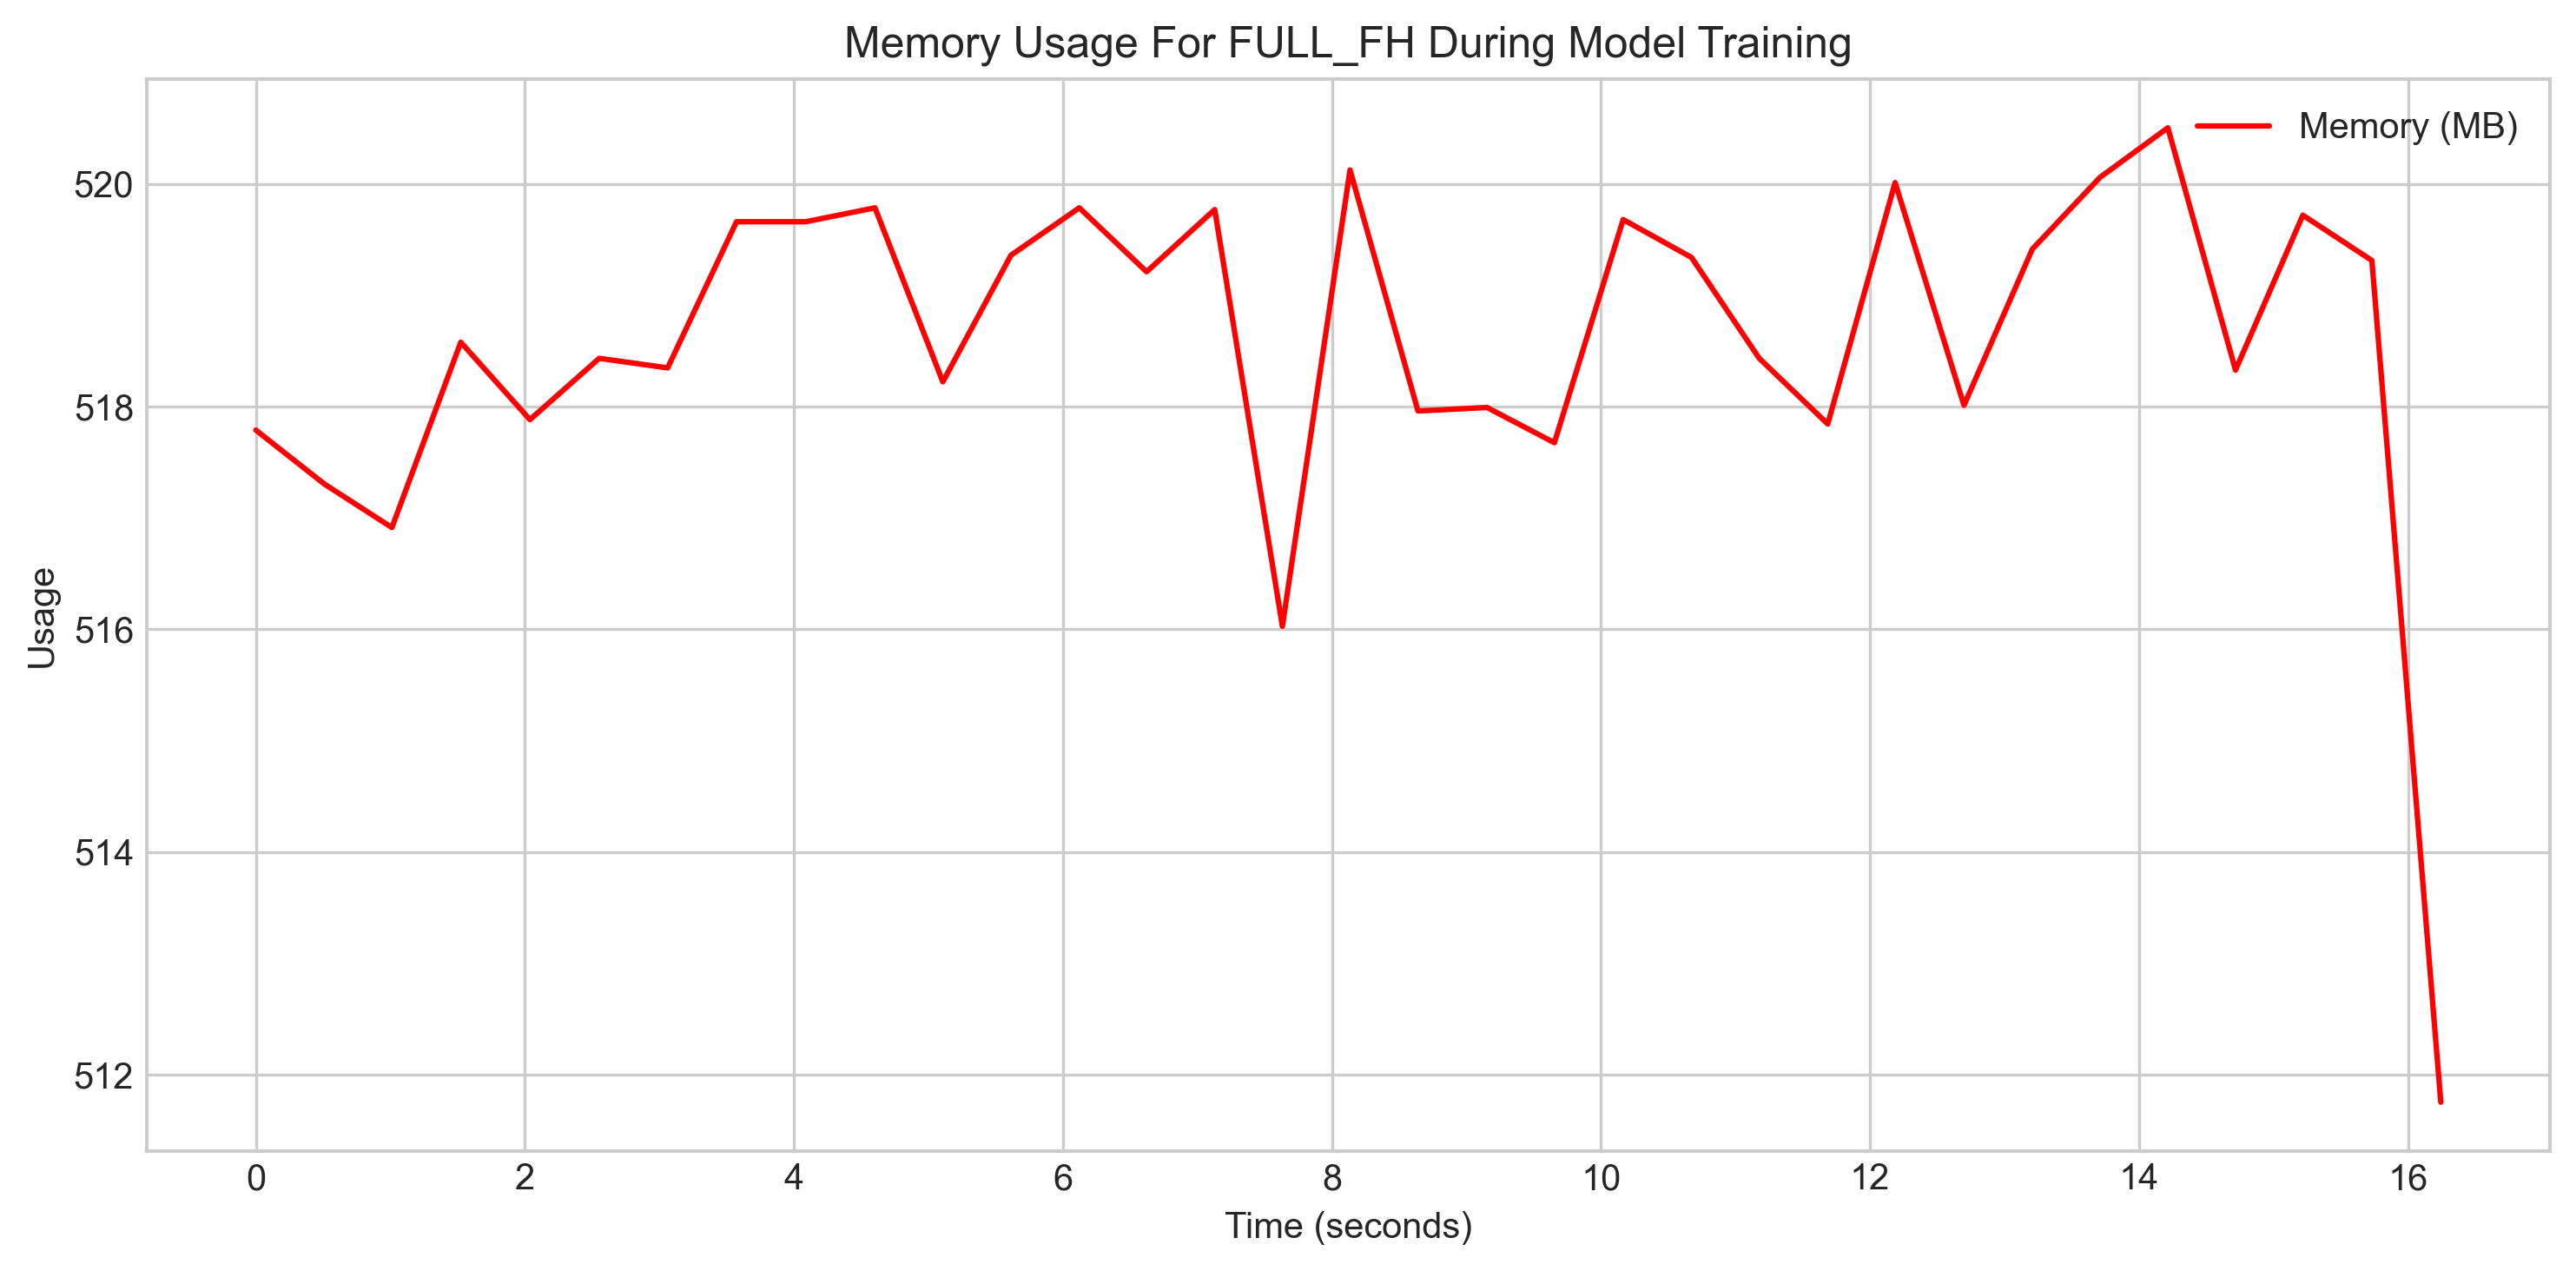 Memory Usage For FULL_FH During Model Training
Memory (MB)
520
518
516
514
512
Usage
0 2 4 6 8 10 12 14 16
Time (seconds)